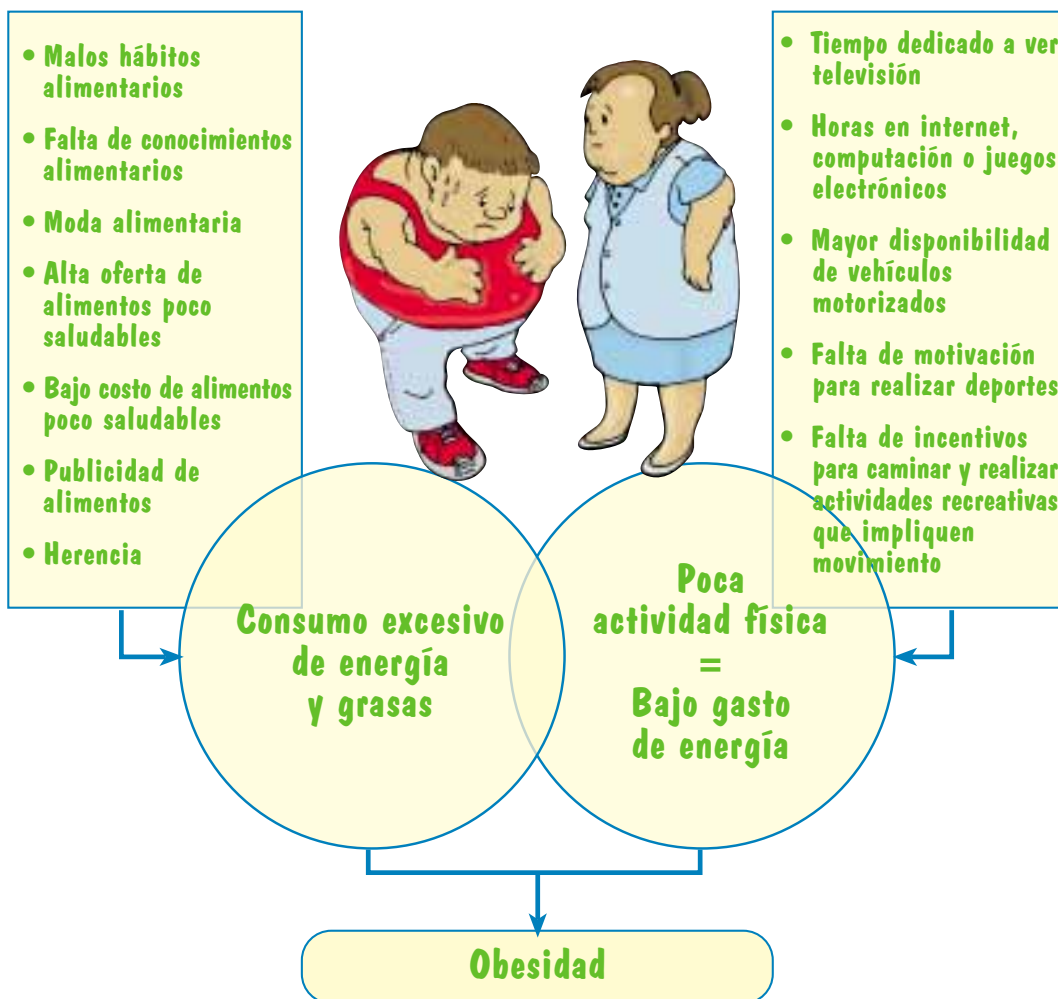 • Malos hábitos
alimentarios
• Falta de conocimientos
alimentarios
• Moda alimentaria
• Alta oferta de
alimentos poco
saludables
• Bajo costo de alimentos
poco saludables
• Publicidad de
alimentos
• Herencia
• Tiempo dedicado a ver
televisión
• Horas en internet,
computación o juegos
electrónicos
• Mayor disponibilidad
de vehículos
motorizados
• Falta de motivación
para realizar deportes
• Falta de incentivos
para caminar y realizar
actividades recreativas
que impliquen
movimiento
Consumo excesivo
de energía
y grasas
Poca
actividad física
=
Bajo gasto
de energía
Obesidad